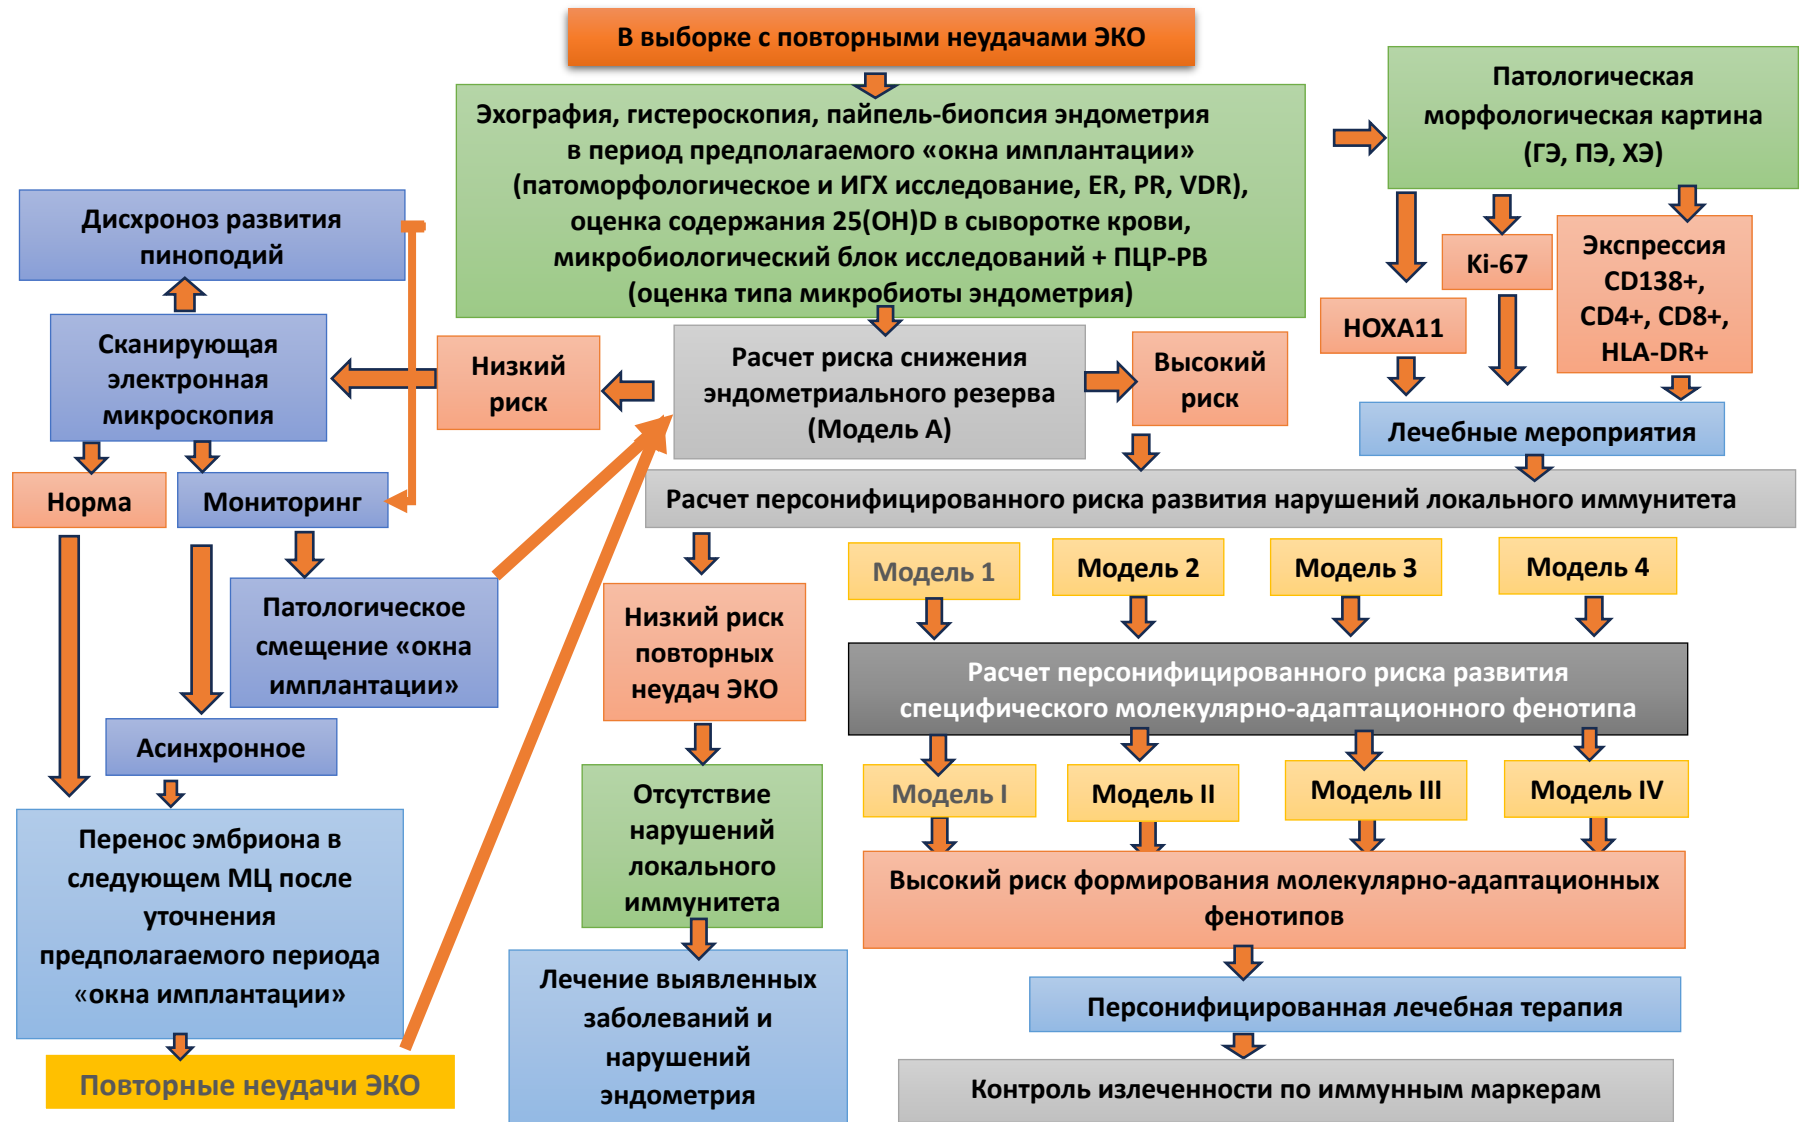 В выборке с повторными неудачами ЭКО
Эхография, гистероскопия, пайпель-биопсия эндометрия
в период предполагаемого «окна имплантации»
(патоморфологическое и ИГХ исследование, ER, PR, VDR),
оценка содержания 25(OH)D в сыворотке крови,
микробиологический блок исследований + ПЦР-РВ
(оценка типа микробиоты эндометрия)
Патологическая
морфологическая картина
(ГЭ, ПЭ, ХЭ)
HOXA11
Ki-67
Экспрессия
CD138+,
CD4+, CD8+,
HLA-DR+
Лечебные мероприятия
Дисхроноз развития
пиноподий
Сканирующая
электронная
микроскопия
Низкий
риск
Расчет риска снижения
эндометриального резерва
(Модель А)
Высокий
риск
Норма
Мониторинг
Расчет персонифицированного риска развития нарушений локального иммунитета
Патологическое
смещение «окна
имплантации»
Асинхронное
Перенос эмбриона в
следующем МЦ после
уточнения
предполагаемого периода
«окна имплантации»
Повторные неудачи ЭКО
Низкий риск
повторных
неудач ЭКО
Отсутствие
нарушений
локального
иммунитета
Лечение выявленных
заболеваний и
нарушений
эндометрия
Модель 1
Модель 2
Модель 3
Модель 4
Расчет персонифицированного риска развития
специфического молекулярно-адаптационного фенотипа
Модель I
Модель II
Модель III
Модель IV
Высокий риск формирования молекулярно-адаптационных
фенотипов
Персонифицированная лечебная терапия
Контроль излеченности по иммунным маркерам